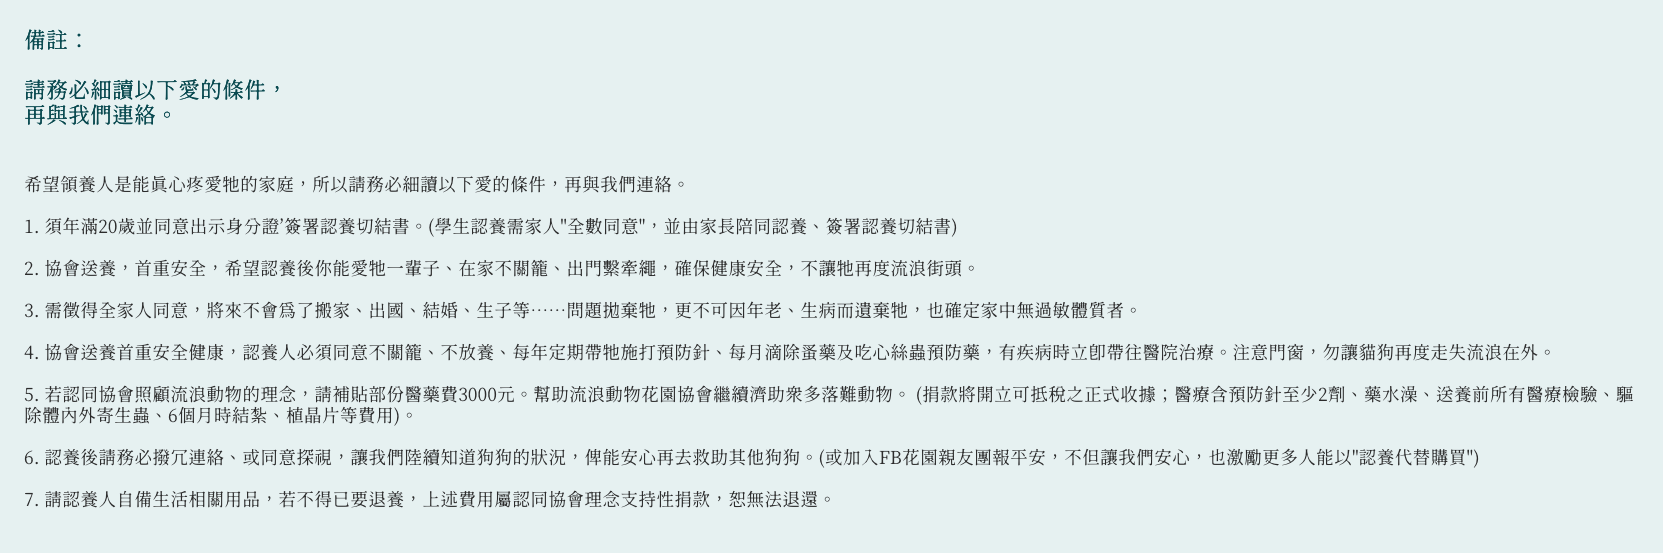 備註：
請務必細讀以下愛的條件，
再與我們連絡。
希望領養人是能真心疼愛牠的家庭，所以請務必細讀以下愛的條件，再與我們連絡。
1. 須年滿20歲並同意出示身分證’簽署認養切結書。(學生認養需家人"全數同意"，並由家長陪同認養、簽署認養切結書)
2. 協會送養，首重安全，希望認養後你能愛牠一輩子、在家不關籠、出門繫牽繩，確保健康安全，不讓牠再度流浪街頭。
3. 需徵得全家人同意，將來不會為了搬家、出國、結婚、生子等⋯⋯問題拋棄牠，更不可因年老、生病而遺棄牠，也確定家中無過敏體質者。
4. 協會送養首重安全健康，認養人必須同意不關籠、不放養、每年定期帶牠施打預防針、每月滴除蚤藥及吃心絲蟲預防藥，有疾病時立即帶往醫院治療。注意門窗，勿讓貓狗再度走失流浪在外。
5. 若認同協會照顧流浪動物的理念，請補貼部份醫藥費3000元。幫助流浪動物花園協會繼續濟助眾多落難動物。 (捐款將開立可抵稅之正式收據；醫療含預防針至少2劑、藥水澡、送養前所有醫療檢驗、驅
除體內外寄生蟲、6個月時結紮、植晶片等費用)。
6. 認養後請務必撥冗連絡、或同意探視，讓我們陸續知道狗狗的狀況，俾能安心再去救助其他狗狗。(或加入FB花園親友團報平安，不但讓我們安心，也激勵更多人能以"認養代替購買")
7. 請認養人自備生活相關用品，若不得已要退養，上述費用屬認同協會理念支持性捐款，恕無法退還。